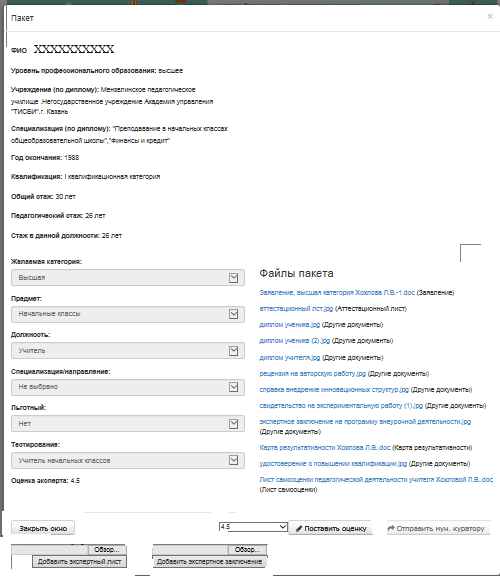 Пакет
×
ФИО XXXXXXXXXX
Уровень профессионального образования: высшее
Учреждение (по диплому): Мензелинское педагогическое
училище .Негосударственное учреждение Академия управления
"ТИСБИ".г. Казань
Специализация (по диплому): "Преподавание в начальных классах
общеобразовательной школы","Финансы и кредит"
Год окончания: 1988
Квалификация: I квалификационная категория
Общий стаж: 30 лет
Педагогический стаж: 26 лет
Стаж в данной должности: 26 лет
Желаемая категория:
Высшая
Предмет:
Начальные классы
Должность:
Учитель
Специализация/направление:
Не выбрано
Льготный:
Нет
Тестирование:
Учитель начальных классов
Оценка эксперта: 4.5
Файлы пакета
Заявление, высшая категория Хохлова Л.В.-1.doc (Заявление)
аттестационный лст.jpg (Аттестационный лист)
диплом ученика.jpg (Другие документы)
диплом ученика (2).jpg (Другие документы)
диплом учителя.jpg (Другие документы)
рецензия на авторскую работу.jpg (Другие документы)
справка внедрение инновационных структур.jpg (Другие документы)
свидетельство на экспериментальную работу (1).jpg (Другие документы)
экспертное заключение на программу внеурочной деятельности.jpg
(Другие документы)
Карта результативности Хохлова Л.В..doc (Карта результативности)
удостоверение о повышении квалификации.jpg (Другие документы)
Лист самооценки педагогической деятельности учителя Хохловой Л.В..doc
(Лист самооценки)
Закрыть окно
4.5
Поставить оценку
Отправить мун. куратору
Обзор...
Обзор...
Добавить экспертный лист
Добавить экспертное заключение